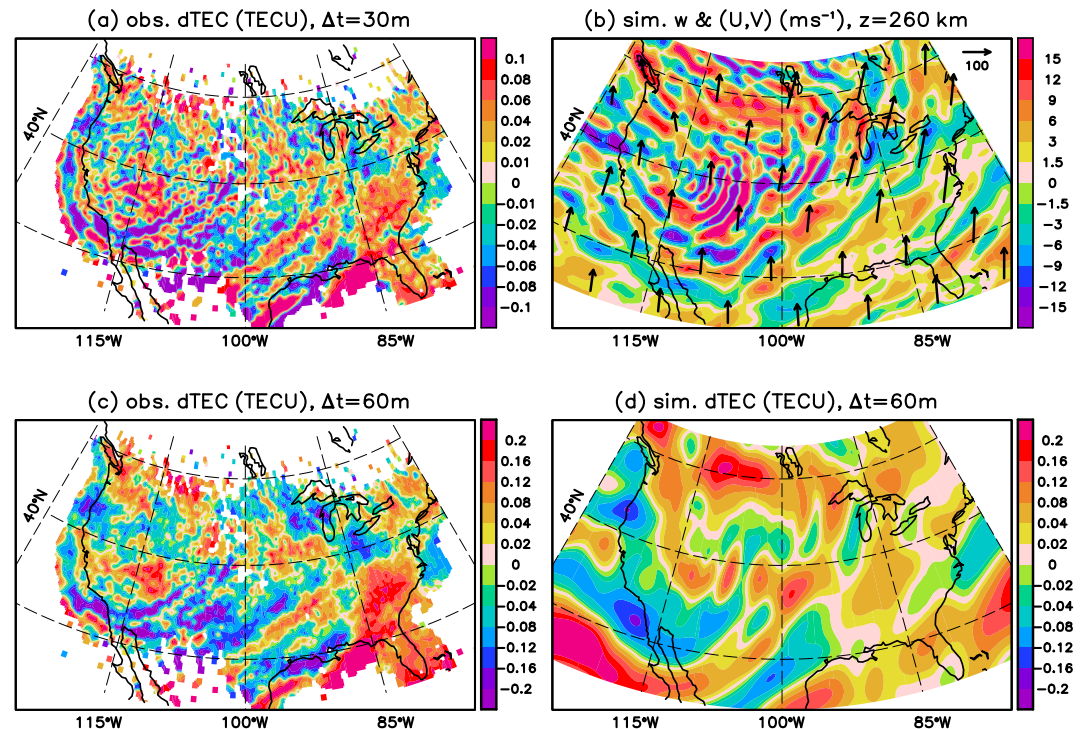 (a) obs. dTEC (TECU), Δt=30m
40°N
115°W
100°W
85°W
0.1
0.08
0.06
0.04
0.02
0.01
0
−0.01
−0.02
−0.04
−0.06
−0.08
−0.1
(b) sim. w & (U,V) (ms⁻¹), z=260 km
100
40°N
115°W
100°W
85°W
15
12
9
6
3
1.5
0
−1.5
−3
−6
−9
−12
−15
(c) obs. dTEC (TECU), Δt=60m
40°N
115°W
100°W
85°W
0.2
0.16
0.12
0.08
0.04
0.02
0
−0.02
−0.04
−0.08
−0.12
−0.16
−0.2
(d) sim. dTEC (TECU), Δt=60m
40°N
115°W
100°W
85°W
0.2
0.16
0.12
0.08
0.04
0.02
0
−0.02
−0.04
−0.08
−0.12
−0.16
−0.2